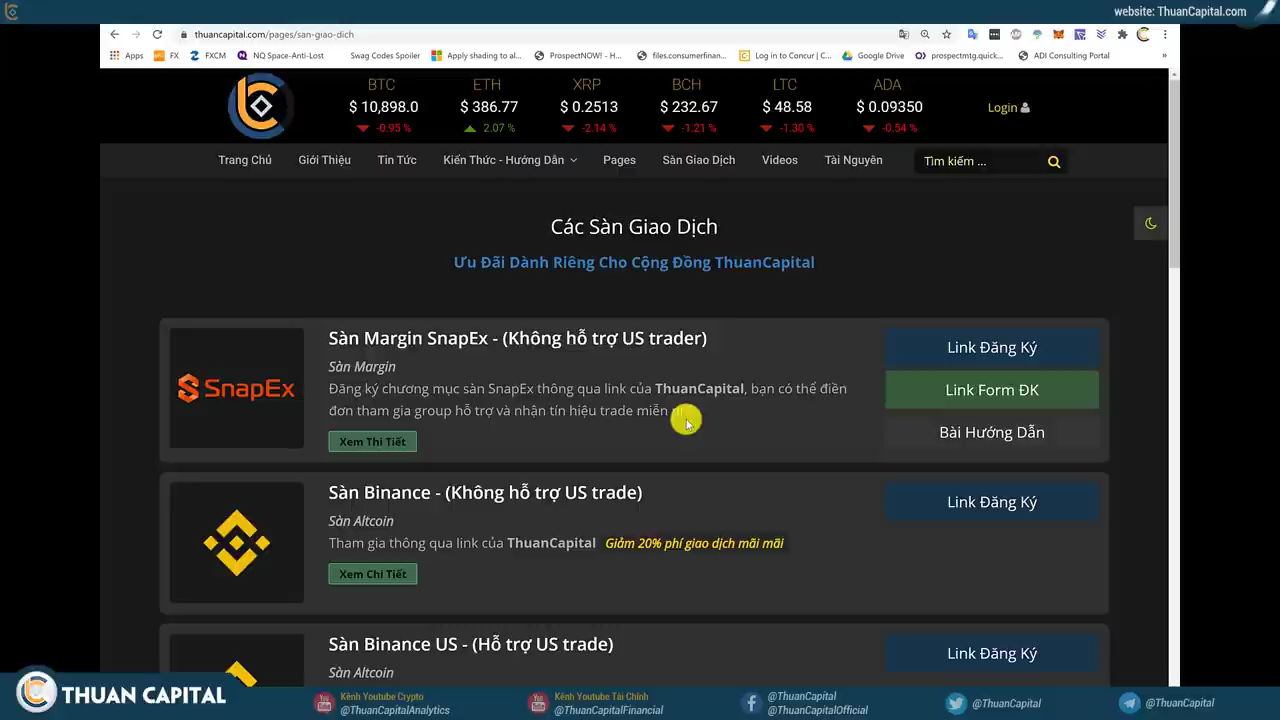 website: ThuanCapital.com
thuancapital.com/pages/san-giao-dich
Apps FX FXCM NQ Space-Anti-Lost Swag Codes Spoiler Apply shading to al... ProspectNOW! - H... files.consumerfinan... Log in to Concur | C... Google Drive prospectmtg.quick... ADI Consulting Portal »
BTC ETH XRP BCH LTC ADA
$ 10,898.0 $ 386.77 $ 0.2513 $ 232.67 $ 48.58 $ 0.09350
-0.95 % 2.07 % -2.14 % -1.21 % -1.30 % -0.54 %
Login
Trang Chủ Giới Thiệu Tin Tức Kiến Thức - Hướng Dẫn Pages Sàn Giao Dịch Videos Tài Nguyên Tìm kiếm ...
Các Sàn Giao Dịch
Ưu Đãi Dành Riêng Cho Cộng Đồng ThuanCapital
SnapEx
Sàn Margin SnapEx - (Không hỗ trợ US trader)
Sàn Margin
Đăng ký chương mục sàn SnapEx thông qua link của ThuanCapital, bạn có thể điền
đơn tham gia group hỗ trợ và nhận tín hiệu trade miễn
Xem Thi Tiết
Link Đăng Ký
Link Form ĐK
Bài Hướng Dẫn
Sàn Binance - (Không hỗ trợ US trade)
Sàn Altcoin
Tham gia thông qua link của ThuanCapital Giảm 20% phí giao dịch mãi mãi
Xem Chi Tiết
Link Đăng Ký
Sàn Binance US - (Hỗ trợ US trade)
Sàn Altcoin
Link Đăng Ký
THUAN CAPITAL
Kênh Youtube Crypto
@ThuanCapitalAnalytics
Kênh Youtube Tài Chính
@ThuanCapitalFinancial
@ThuanCapital
@ThuanCapitalOfficial
@ThuanCapital
@ThuanCapital